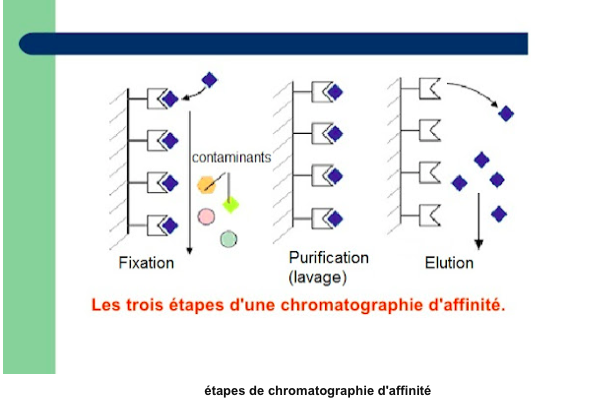 contaminants
Fixation
Purification
(lavage)
Elution
Les trois étapes d'une chromatographie d'affinité.
étapes de chromatographie d'affinité